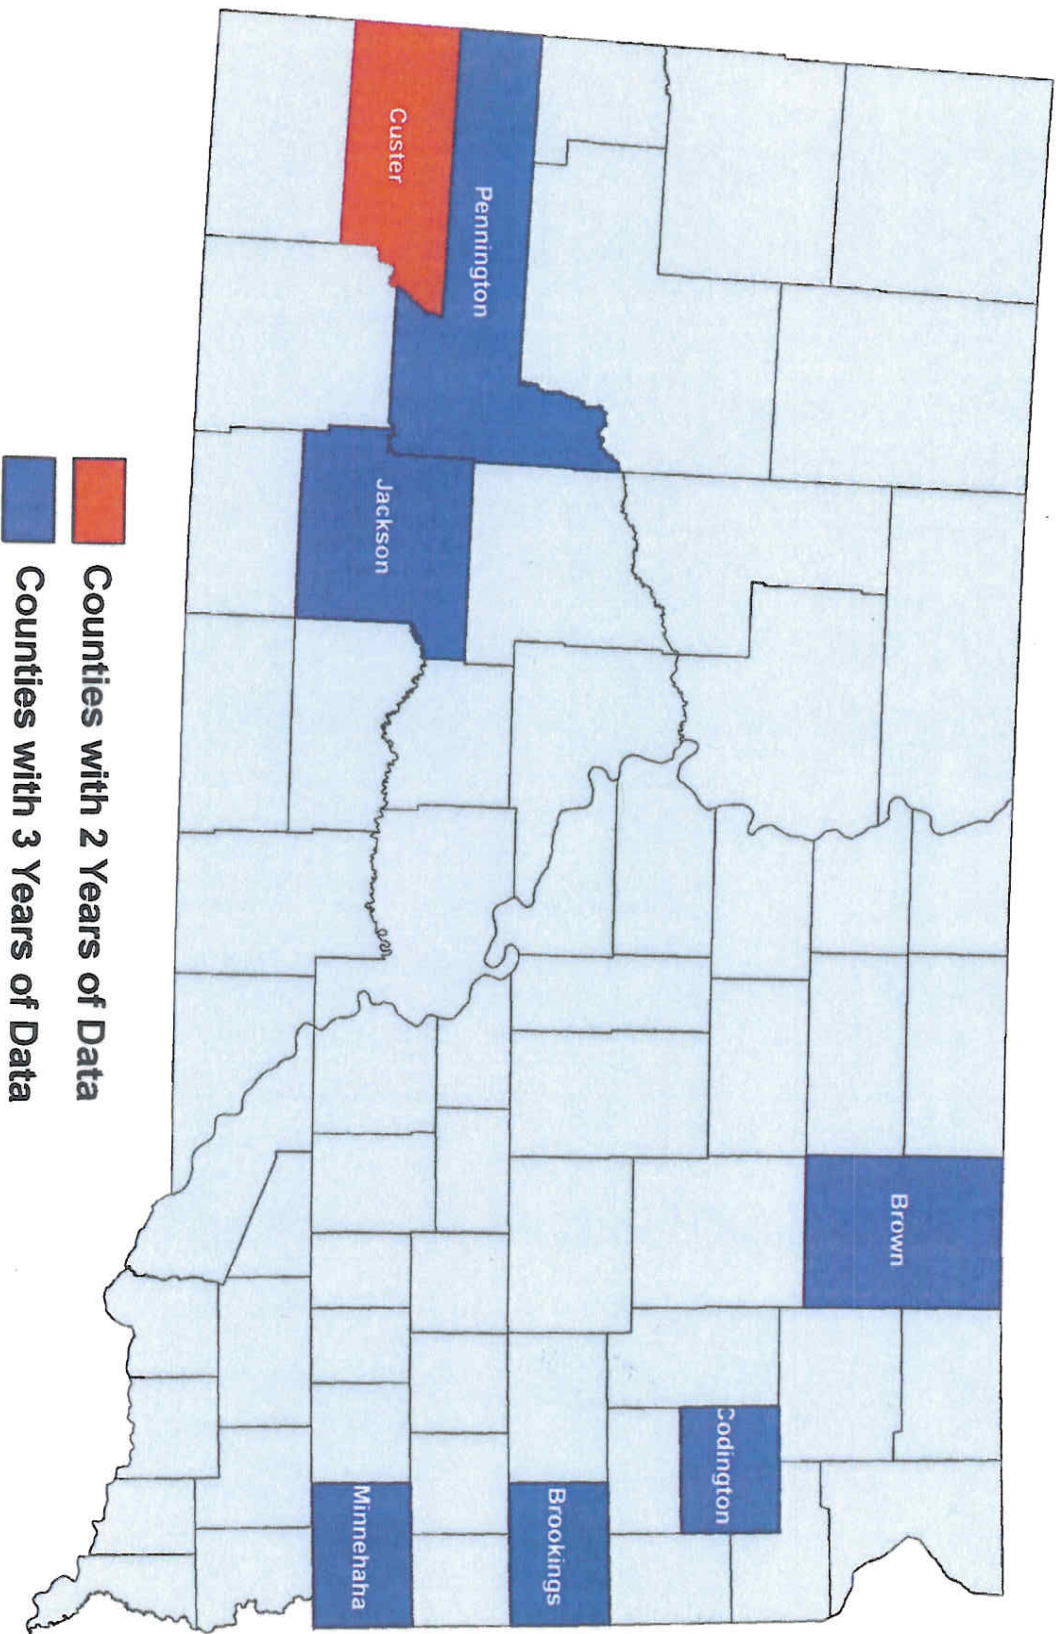 Brown
Codington
Pennington
Brookings
Custer
Jackson
Minnehaha
Counties with 2 Years of Data
Counties with 3 Years of Data